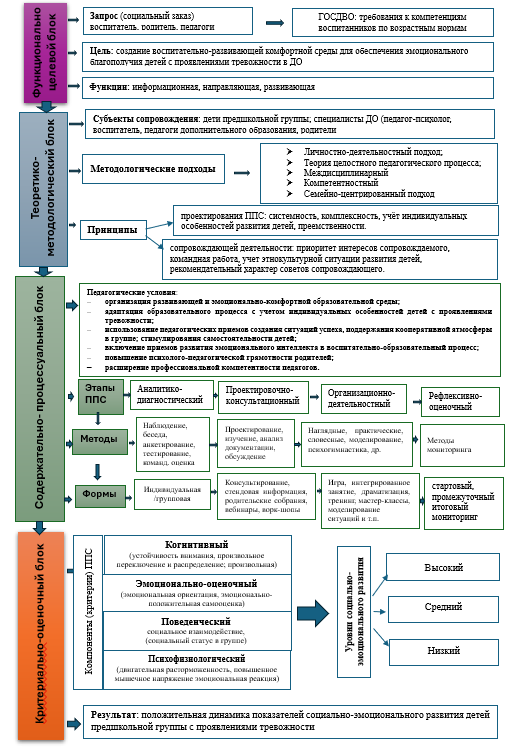 Функционально
целевой блок
Запрос (социальный заказ)
воспитатель, родитель, педагоги
ГОСДВО: требования к компетенциям
воспитанников по возрастным нормам
Цель: создание воспитательно-развивающей комфортной среды для обеспечения эмоционального
благополучия детей с проявлениями тревожности в ДО
Функции: информационная, направляющая, развивающая
Теоретико-
методологический блок
Субъекты сопровождения: дети предшкольной группы; специалисты ДО (педагог-психолог,
воспитатель, педагоги дополнительного образования, родители
Методологические подходы
Личностно-деятельностный подход;
Теория целостного педагогического процесса;
Междисциплинарный
Компетентностный
Семейно-центрированный подход
Принципы
проектирования ППС: системность, комплексность, учёт индивидуальных
особенностей развития детей, преемственности.
сопровождающей деятельности: приоритет интересов сопровождаемого,
командная работа, учет этнокультурной ситуации развития детей,
рекомендательный характер советов сопровождающего.
Содержательно- процессуальный блок
Педагогические условия:
– организация развивающей и эмоционально-комфортной образовательной среды;
– адаптация образовательного процесса с учетом индивидуальных особенностей детей с проявлениями
тревожности;
– использование педагогических приемов создания ситуаций успеха, поддержания кооперативной атмосферы
в группе; стимулирования самостоятельности детей;
– включение приемов развития эмоционального интеллекта в воспитательно-образовательный процесс;
– повышение психолого-педагогической грамотности родителей;
– расширение профессиональной компетентности педагогов.
Этапы
ППС
Аналитико-
диагностический
Проектировочно-
консультационный
Организационно-
деятельностный
Рефлексивно-
оценочный
Методы
Наблюдение,
беседа,
анкетирование,
тестирование,
команд. оценка
Проектирование,
изучение, анализ
документации,
обсуждение
Наглядные, практические,
словесные, моделирование,
психогимнастика, др.
Методы
мониторинга
Формы
Индивидуальная
/групповая
Консультирование,
стендовая информация,
родительские собрания,
вебинары, ворк-шопы
Игра, интегрированное
занятие, драматизация,
тренинг, мастер-классы,
моделирование
ситуаций и т.п.
стартовый,
промежуточный
итоговый
мониторинг
Критериально-оценочный блок
Компоненты (критерии) ППС
Когнитивный
(устойчивость внимания, произвольное
переключение и распределение; произвольная)
Эмоционально-оценочный
(эмоциональная ориентация, эмоционально-
положительная самооценка)
Поведенческий
социальное взаимодействие,
(социальный статус в группе)
Психофизиологический
(двигательная расторможенность, повышенное
мышечное напряжение эмоциональная реакция)
Уровни социально-
эмоционального развития
Высокий
Средний
Низкий
Результат: положительная динамика показателей социально-эмоционального развития детей
предшкольной группы с проявлениями тревожности